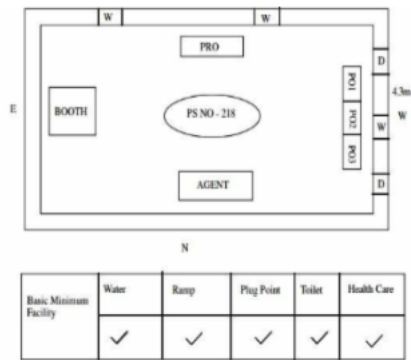 W W
PRO
D
PO1
4.3m
E
BOOTH
PS NO - 218
PO2
W
W
PO3
AGENT
D
N
Water Ramp Plug Point Toilet Health Care
Basic Minimum
Facility